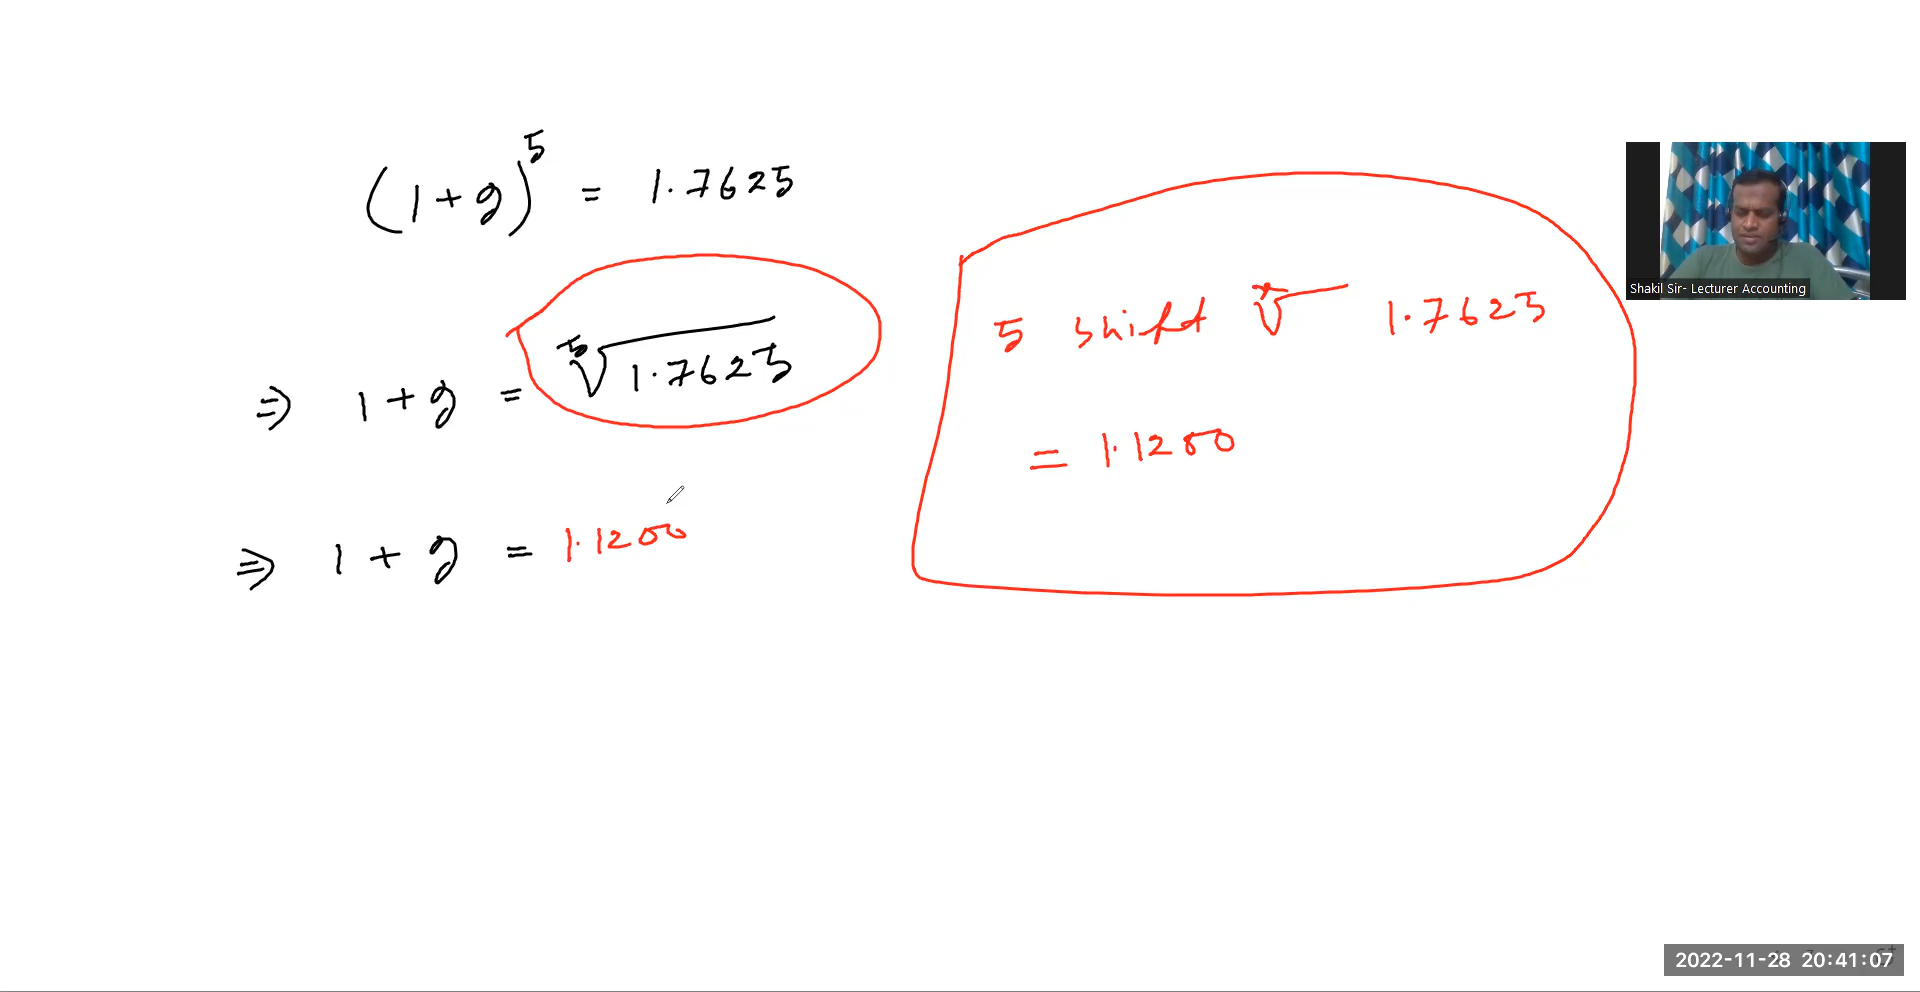 (1+g)⁵ = 1.7625
⇒ 1+g = ⁵√1.7625
⇒ 1+g = 1.1200
5 shift ˣ√ 1.7625
= 1.1200
Shakil Sir- Lecturer Accounting
2022-11-28 20:41:07